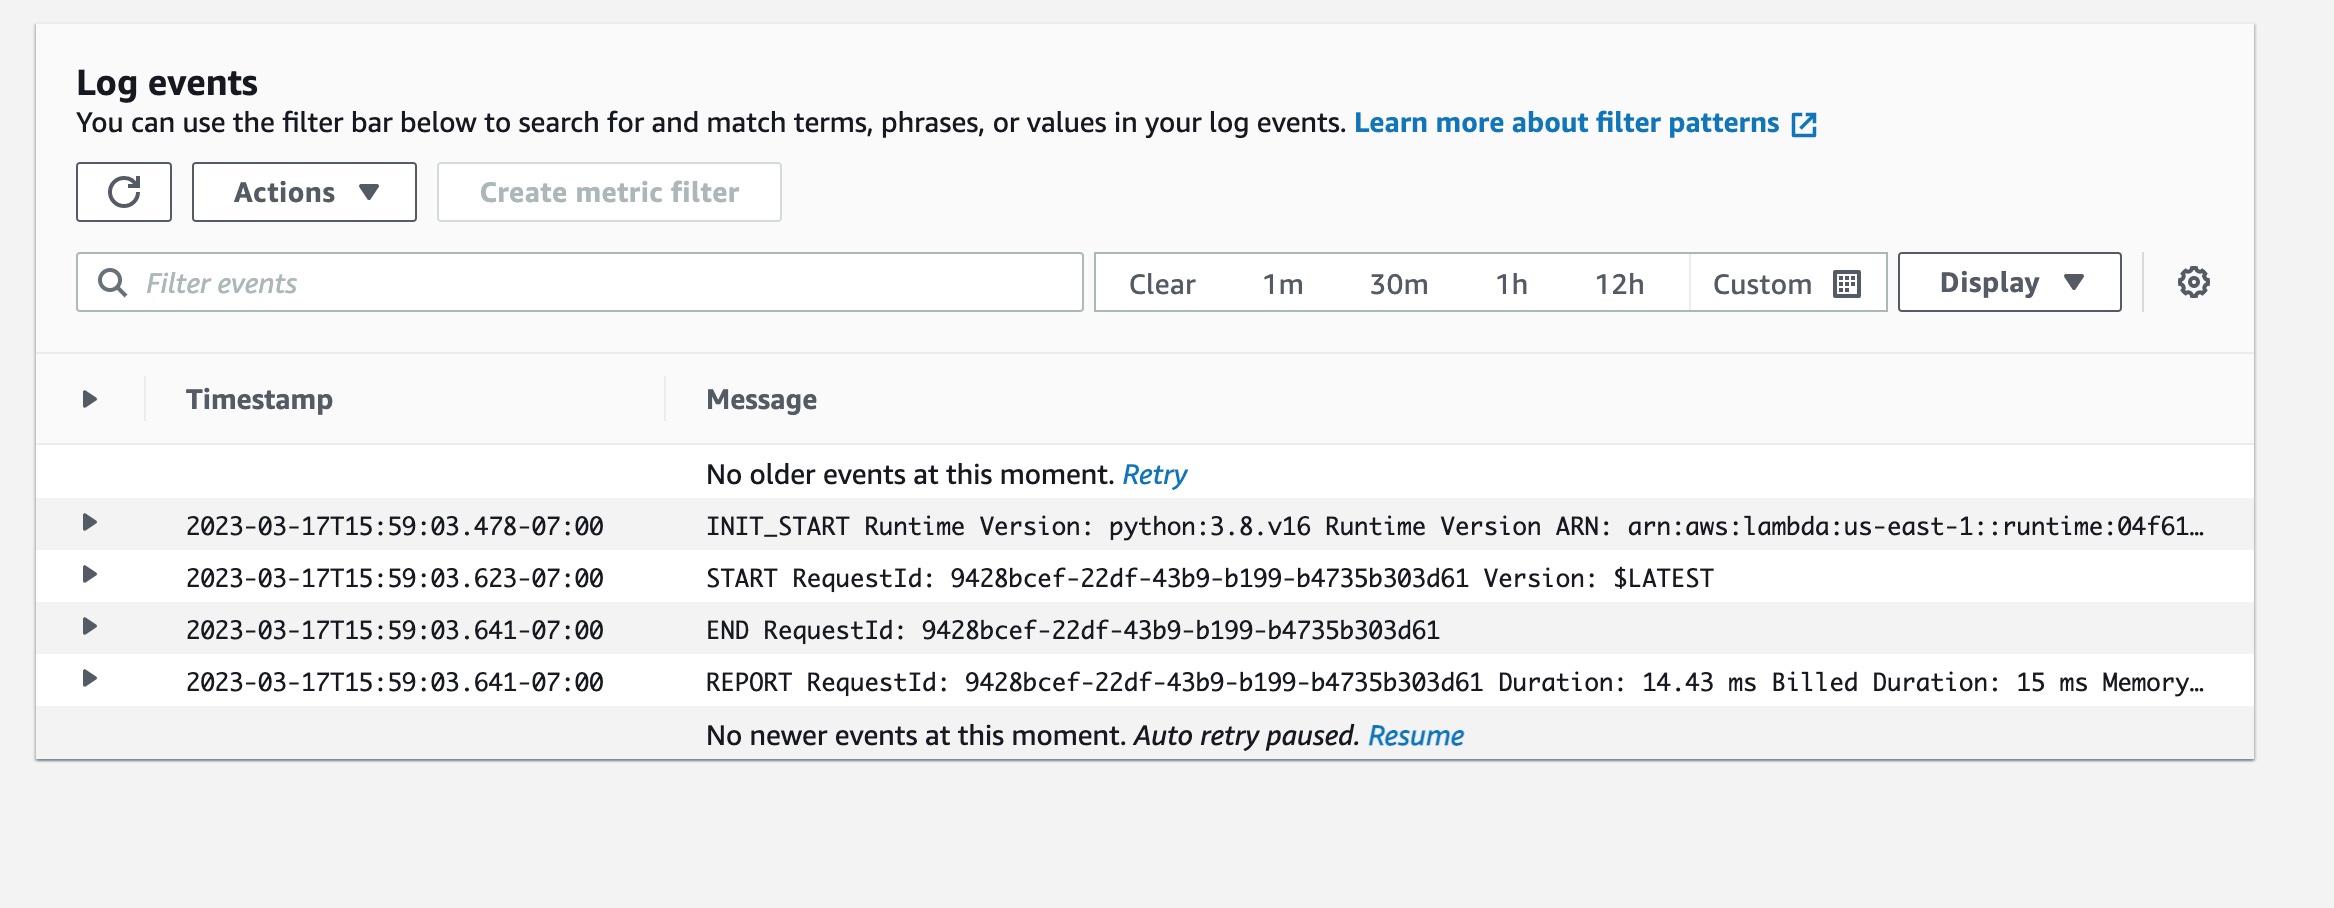 Log events
You can use the filter bar below to search for and match terms, phrases, or values in your log events. Learn more about filter patterns
Actions Create metric filter
Filter events Clear 1m 30m 1h 12h Custom Display
Timestamp Message
No older events at this moment. Retry
2023-03-17T15:59:03.478-07:00 INIT_START Runtime Version: python:3.8.v16 Runtime Version ARN: arn:aws:lambda:us-east-1::runtime:04f61…
2023-03-17T15:59:03.623-07:00 START RequestId: 9428bcef-22df-43b9-b199-b4735b303d61 Version: $LATEST
2023-03-17T15:59:03.641-07:00 END RequestId: 9428bcef-22df-43b9-b199-b4735b303d61
2023-03-17T15:59:03.641-07:00 REPORT RequestId: 9428bcef-22df-43b9-b199-b4735b303d61 Duration: 14.43 ms Billed Duration: 15 ms Memory…
No newer events at this moment. Auto retry paused. Resume